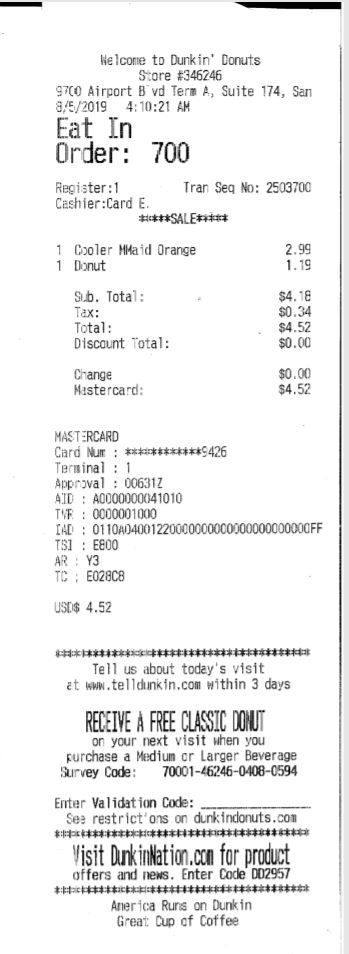 Welcome to Dunkin' Donuts
Store #346246
9700 Airport Blvd Term A, Suite 174, San
8/5/2019 4:10:21 AM
Eat In
Order: 700
Register:1 Tran Seq No: 2503700
Cashier:Card E.
*****SALE*****
1 Cooler MMaid Orange 2.99
1 Donut 1.19
Sub. Total: $4.18
Tax: $0.34
Total: $4.52
Discount Total: $0.00
Change $0.00
Mastercard: $4.52
MASTERCARD
Card Num : ************9426
Terminal : 1
Approval : 00631Z
AID : A0000000041010
TVR : 0000001000
IAD : 0110A04001220000000000000000000000FF
TSI : E800
AR : Y3
TC : E028C8
USD$ 4.52
****************************************
Tell us about today's visit
at www.telldunkin.com within 3 days
RECEIVE A FREE CLASSIC DONUT
on your next visit when you
purchase a Medium or Larger Beverage
Survey Code: 70001-46246-0408-0594
Enter Validation Code: ________________
See restrictions on dunkindonuts.com
****************************************
Visit DunkinNation.com for product
offers and news. Enter Code DD2957
****************************************
America Runs on Dunkin
Great Cup of Coffee